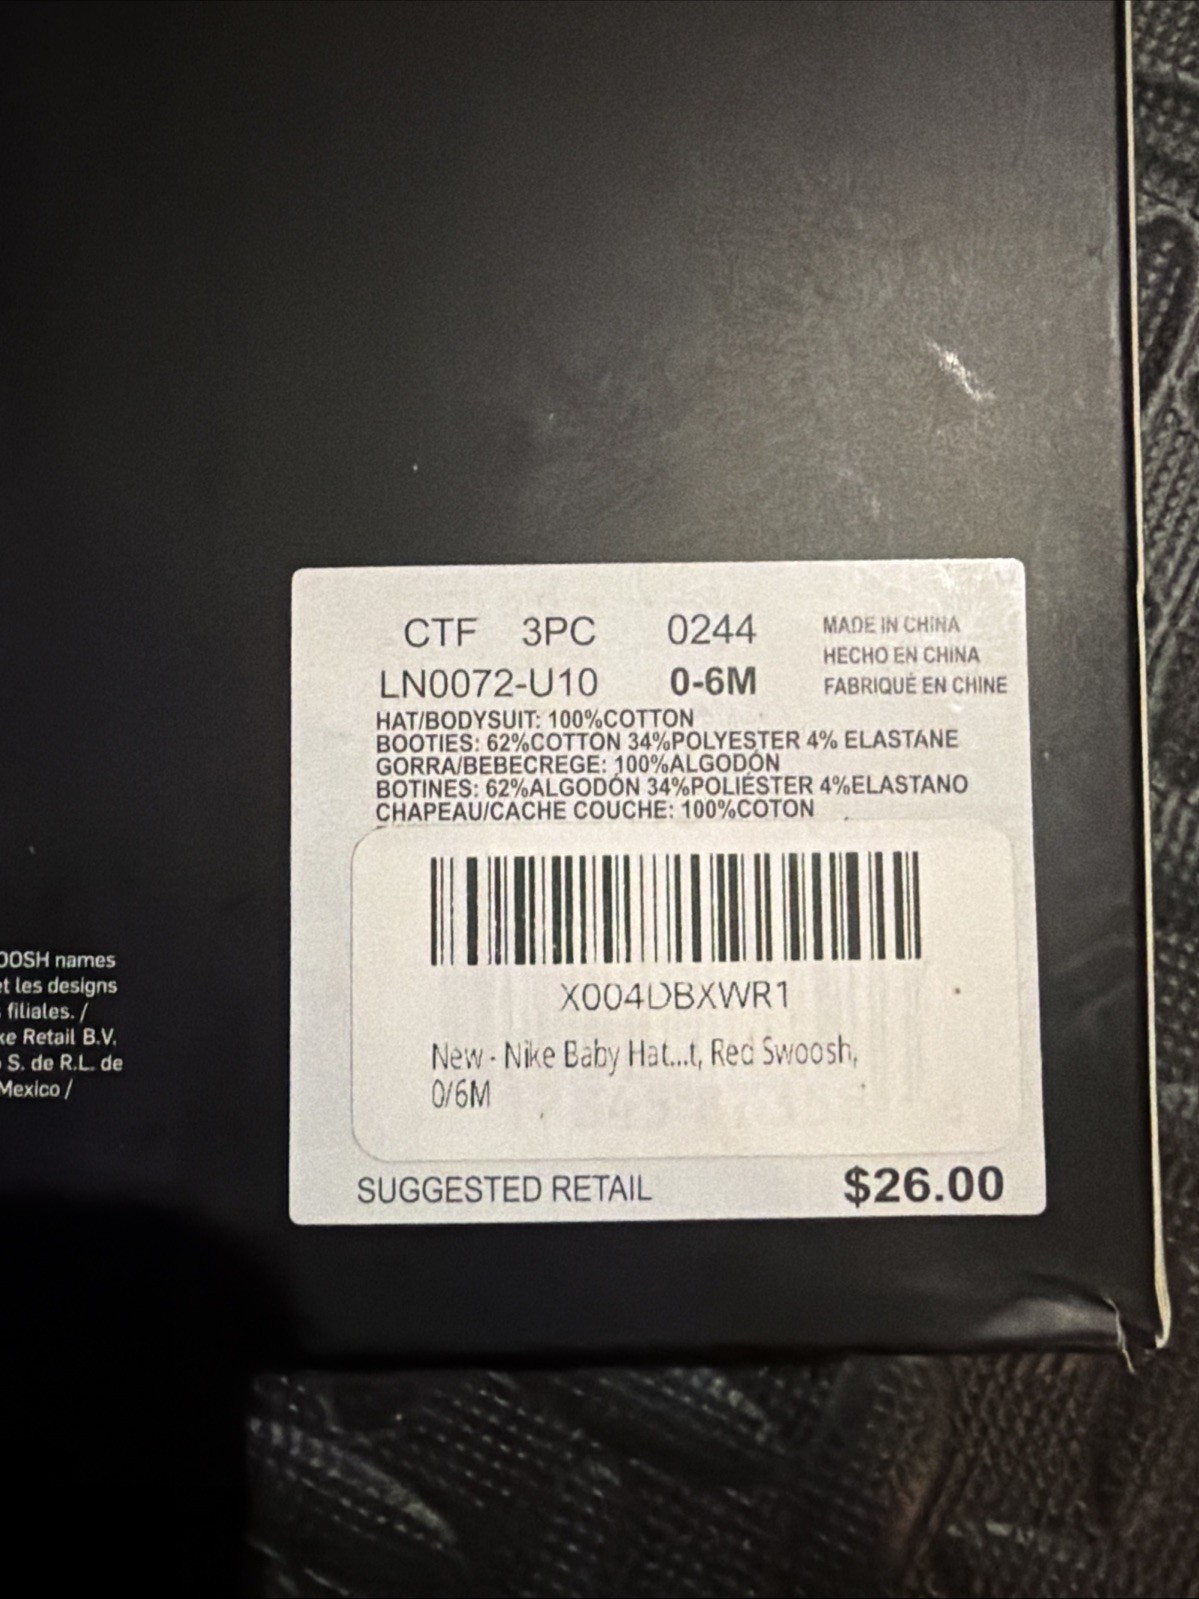 CTF 3PC 0244 MADE IN CHINA
HECHO EN CHINA
LN0072-U10 0-6M FABRIQUÉ EN CHINE
HAT/BODYSUIT: 100%COTTON
BOOTIES: 62%COTTON 34%POLYESTER 4% ELASTANE
GORRA/BEBECREGE: 100%ALGODÓN
BOTINES: 62%ALGODÓN 34%POLIÉSTER 4%ELASTANO
CHAPEAU/CACHE COUCHE: 100%COTON
X004DBXWR1
New - Nike Baby Hat...t, Red Swoosh,
0/6M
SUGGESTED RETAIL $26.00
OOSH names
et les designs
filiales. /
ke Retail B.V.
S. de R.L. de
Mexico /